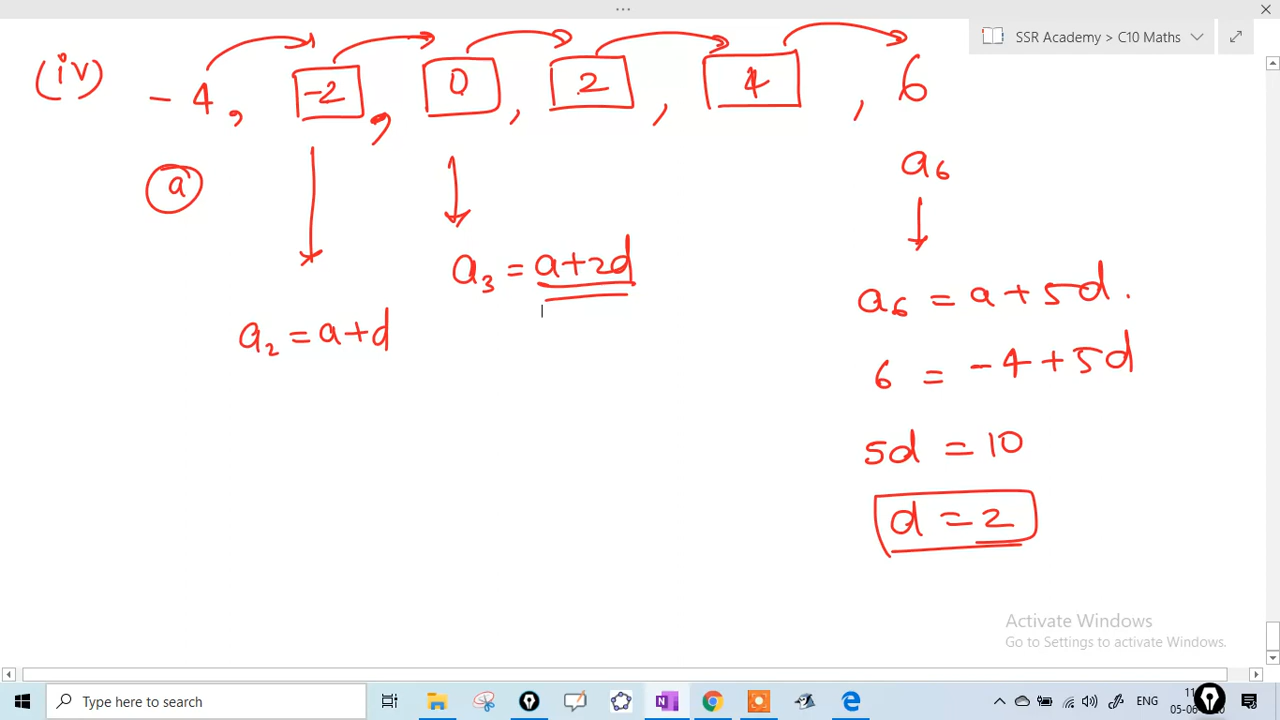 SSR Academy > C10 Maths
(iv) -4, -2, 0, 2, 4, 6
a
a6
a3 = a+2d
a6 = a+5d.
a2 = a+d
6 = -4+5d
5d = 10
d = 2
Activate Windows
Go to Settings to activate Windows.
Type here to search
ENG